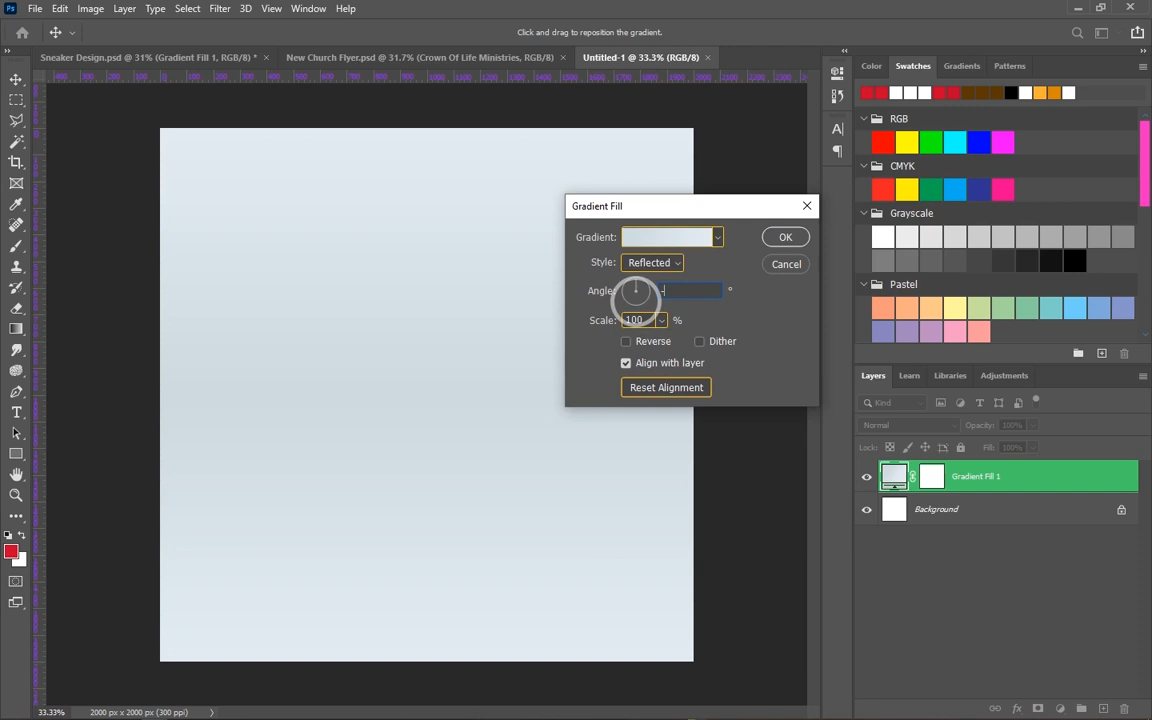 Ps File Edit Image Layer Type Select Filter 3D View Window Help
Click and drag to reposition the gradient.
Sneaker Design.psd @ 31% (Gradient Fill 1, RGB/8) * × New Church Flyer.psd @ 31.7% (Crown Of Life Ministries, RGB/8) × Untitled-1 @ 33.3% (RGB/8) ×
Color Swatches Gradients Patterns
RGB
CMYK
Grayscale
Pastel
Gradient Fill
Gradient:
OK
Style: Reflected
Cancel
Angle: - °
Scale: 100 %
Reverse Dither
Align with layer
Reset Alignment
Layers Learn Libraries Adjustments
Kind
Normal Opacity: 100%
Lock: Fill: 100%
Gradient Fill 1
Background
33.33% 2000 px x 2000 px (300 ppi)